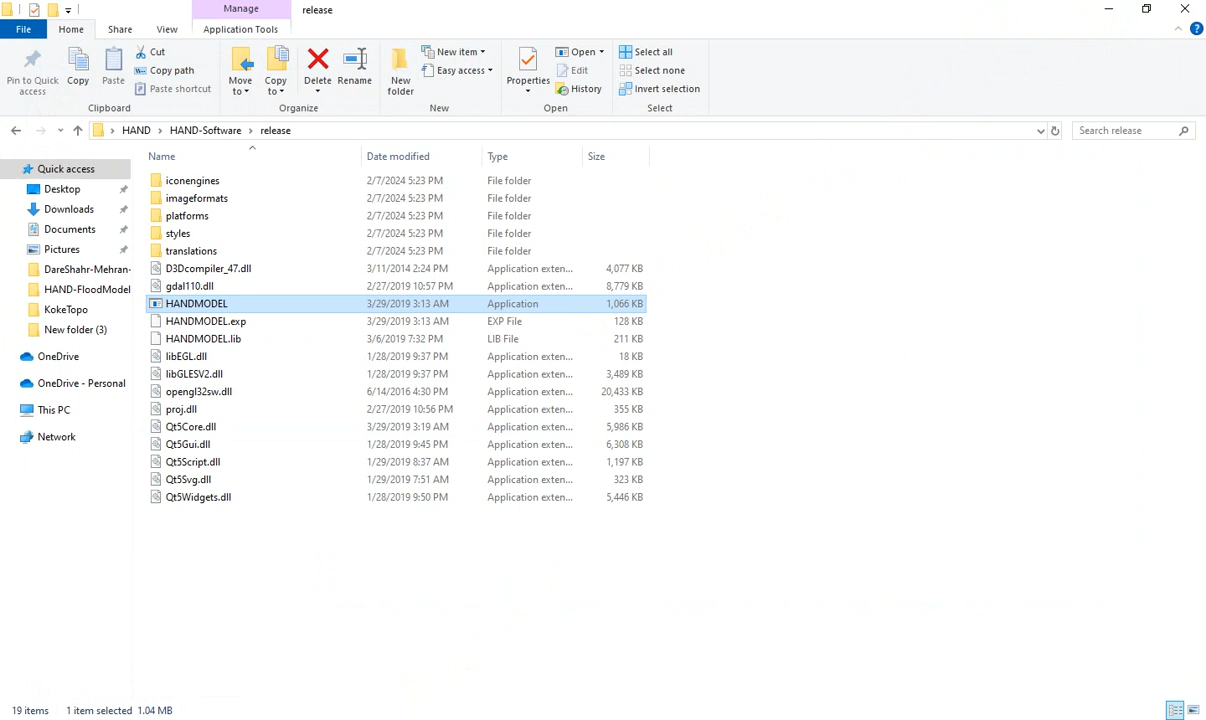 Manage
release
File
Home
Share
View
Application Tools
Pin to Quick access
Copy
Paste
Cut
Copy path
Paste shortcut
Clipboard
Move to
Copy to
Delete
Rename
Organize
New folder
New item
Easy access
New
Properties
Open
Edit
History
Open
Select all
Select none
Invert selection
Select
HAND > HAND-Software > release
Search release
Name Date modified Type Size
Quick access
Desktop
Downloads
Documents
Pictures
DareShahr-Mehran-
HAND-FloodModel
KokeTopo
New folder (3)
OneDrive
OneDrive - Personal
This PC
Network
iconengines 2/7/2024 5:23 PM File folder
imageformats 2/7/2024 5:23 PM File folder
platforms 2/7/2024 5:23 PM File folder
styles 2/7/2024 5:23 PM File folder
translations 2/7/2024 5:23 PM File folder
D3Dcompiler_47.dll 3/11/2014 2:24 PM Application exten... 4,077 KB
gdal110.dll 2/27/2019 10:57 PM Application exten... 8,779 KB
HANDMODEL 3/29/2019 3:13 AM Application 1,066 KB
HANDMODEL.exp 3/29/2019 3:13 AM EXP File 128 KB
HANDMODEL.lib 3/6/2019 7:32 PM LIB File 211 KB
libEGL.dll 1/28/2019 9:37 PM Application exten... 18 KB
libGLESV2.dll 1/28/2019 9:37 PM Application exten... 3,489 KB
opengl32sw.dll 6/14/2016 4:30 PM Application exten... 20,433 KB
proj.dll 2/27/2019 10:56 PM Application exten... 355 KB
Qt5Core.dll 3/29/2019 3:19 AM Application exten... 5,986 KB
Qt5Gui.dll 1/28/2019 9:45 PM Application exten... 6,308 KB
Qt5Script.dll 1/29/2019 8:37 AM Application exten... 1,197 KB
Qt5Svg.dll 1/29/2019 7:51 AM Application exten... 323 KB
Qt5Widgets.dll 1/28/2019 9:50 PM Application exten... 5,446 KB
19 items 1 item selected 1.04 MB